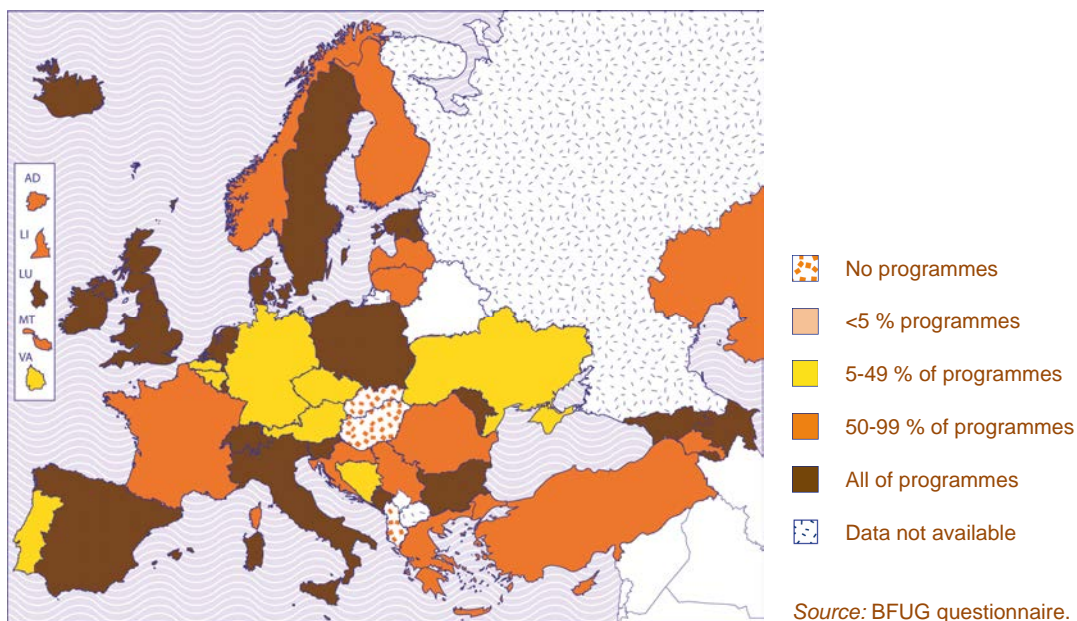 AD
LI
LU
MT
VA
No programmes
<5 % programmes
5-49 % of programmes
50-99 % of programmes
All of programmes
Data not available
Source: BFUG questionnaire.